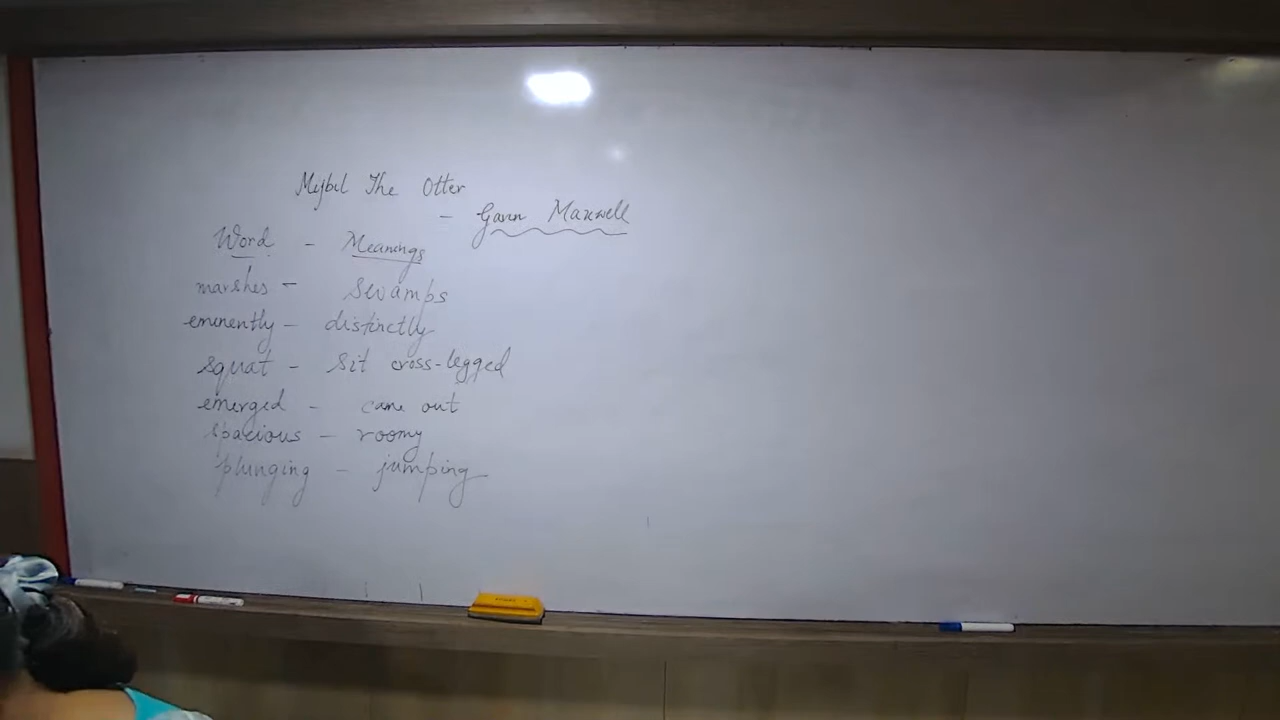 Mijbil The Otter
- Gavin Maxwell
Word - Meanings
marshes - swamps
eminently - distinctly
squat - sit cross-legged
emerged - came out
spacious - roomy
plunging - jumping